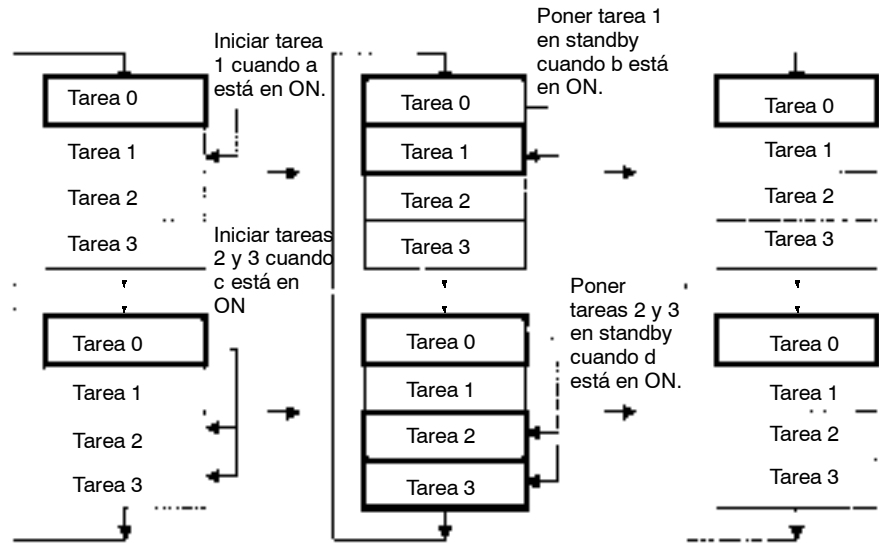 Iniciar tarea
1 cuando a
está en ON.
Poner tarea 1
en standby
cuando b está
en ON.
Tarea 0
Tarea 1
Tarea 2
Tarea 3
Tarea 0
Tarea 1
Tarea 2
Tarea 3
Tarea 0
Tarea 1
Tarea 2
Tarea 3
Iniciar tareas
2 y 3 cuando
c está en
ON
Poner
tareas 2 y 3
en standby
cuando d
está en ON.
Tarea 0
Tarea 1
Tarea 2
Tarea 3
Tarea 0
Tarea 1
Tarea 2
Tarea 3
Tarea 0
Tarea 1
Tarea 2
Tarea 3